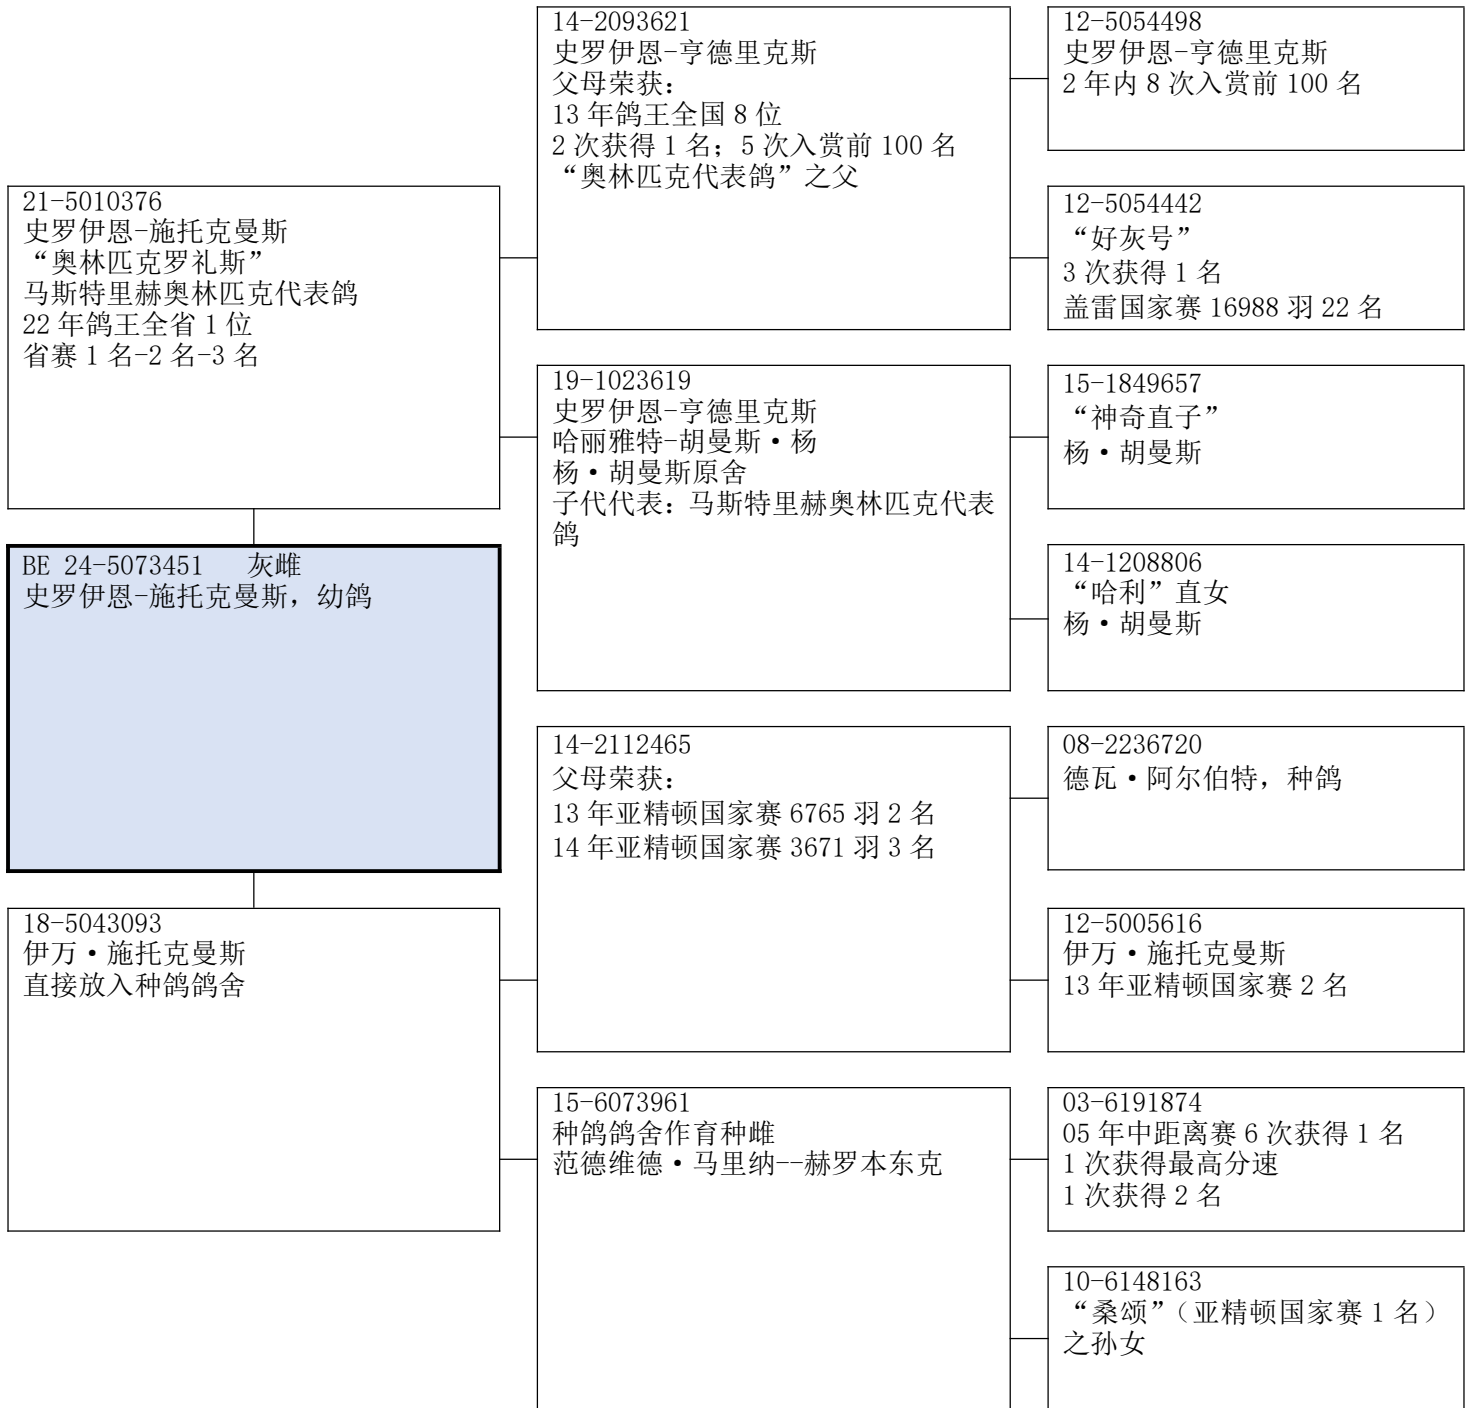 14-2093621
史罗伊恩-亨德里克斯
父母荣获：
13 年鸽王全国 8 位
2 次获得 1 名；5 次入赏前 100 名
“奥林匹克代表鸽”之父
12-5054498
史罗伊恩-亨德里克斯
2 年内 8 次入赏前 100 名
21-5010376
史罗伊恩-施托克曼斯
“奥林匹克罗礼斯”
马斯特里赫奥林匹克代表鸽
22 年鸽王全省 1 位
省赛 1 名-2 名-3 名
12-5054442
“好灰号”
3 次获得 1 名
盖雷国家赛 16988 羽 22 名
19-1023619
史罗伊恩-亨德里克斯
哈丽雅特-胡曼斯·杨
杨·胡曼斯原舍
子代代表：马斯特里赫奥林匹克代表
鸽
15-1849657
“神奇直子”
杨·胡曼斯
BE 24-5073451 灰雌
史罗伊恩-施托克曼斯，幼鸽
14-1208806
“哈利”直女
杨·胡曼斯
14-2112465
父母荣获：
13 年亚精顿国家赛 6765 羽 2 名
14 年亚精顿国家赛 3671 羽 3 名
08-2236720
德瓦·阿尔伯特，种鸽
18-5043093
伊万·施托克曼斯
直接放入种鸽鸽舍
12-5005616
伊万·施托克曼斯
13 年亚精顿国家赛 2 名
15-6073961
种鸽鸽舍作育种雌
范德维德·马里纳--赫罗本东克
03-6191874
05 年中距离赛 6 次获得 1 名
1 次获得最高分速
1 次获得 2 名
10-6148163
“桑颂”（亚精顿国家赛 1 名）
之孙女